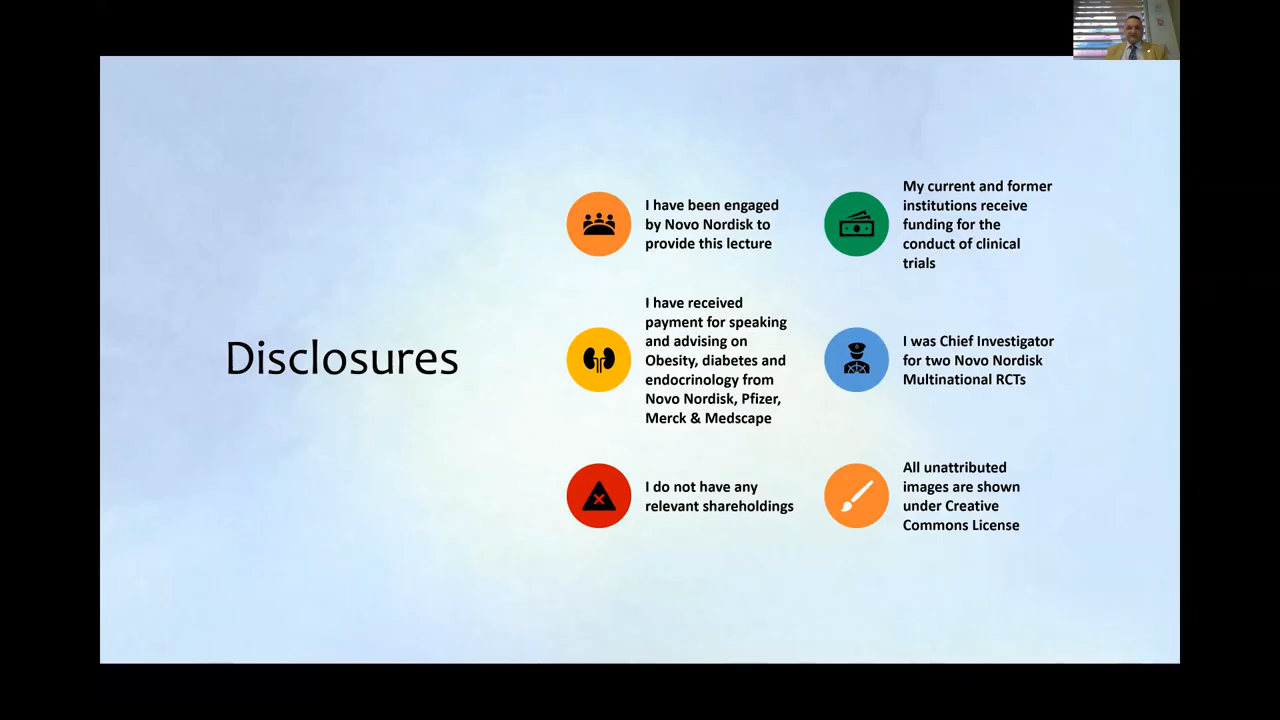 Disclosures
I have been engaged
by Novo Nordisk to
provide this lecture
My current and former
institutions receive
funding for the
conduct of clinical
trials
I have received
payment for speaking
and advising on
Obesity, diabetes and
endocrinology from
Novo Nordisk, Pfizer,
Merck & Medscape
I was Chief Investigator
for two Novo Nordisk
Multinational RCTs
I do not have any
relevant shareholdings
All unattributed
images are shown
under Creative
Commons License